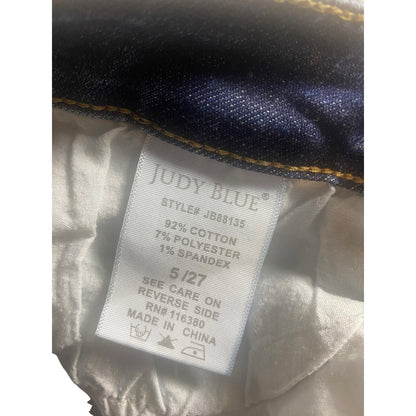 JUDY BLUE®
STYLE# JB88135
92% COTTON
7% POLYESTER
1% SPANDEX
5/27
SEE CARE ON
REVERSE SIDE
RN# 116380
MADE IN CHINA